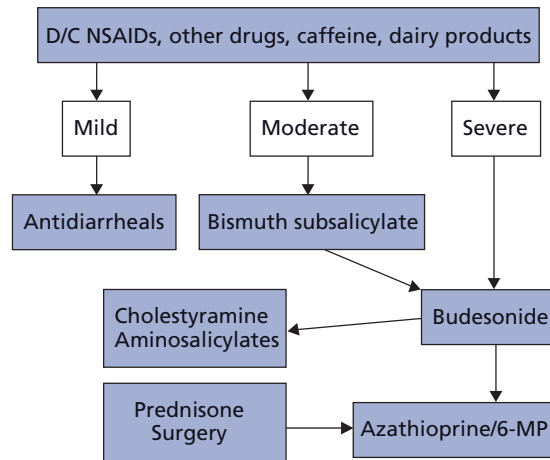 D/C NSAIDs, other drugs, caffeine, dairy products
Mild
Moderate
Severe
Antidiarrheals
Bismuth subsalicylate
Cholestyramine
Aminosalicylates
Budesonide
Prednisone
Surgery
Azathioprine/6-MP